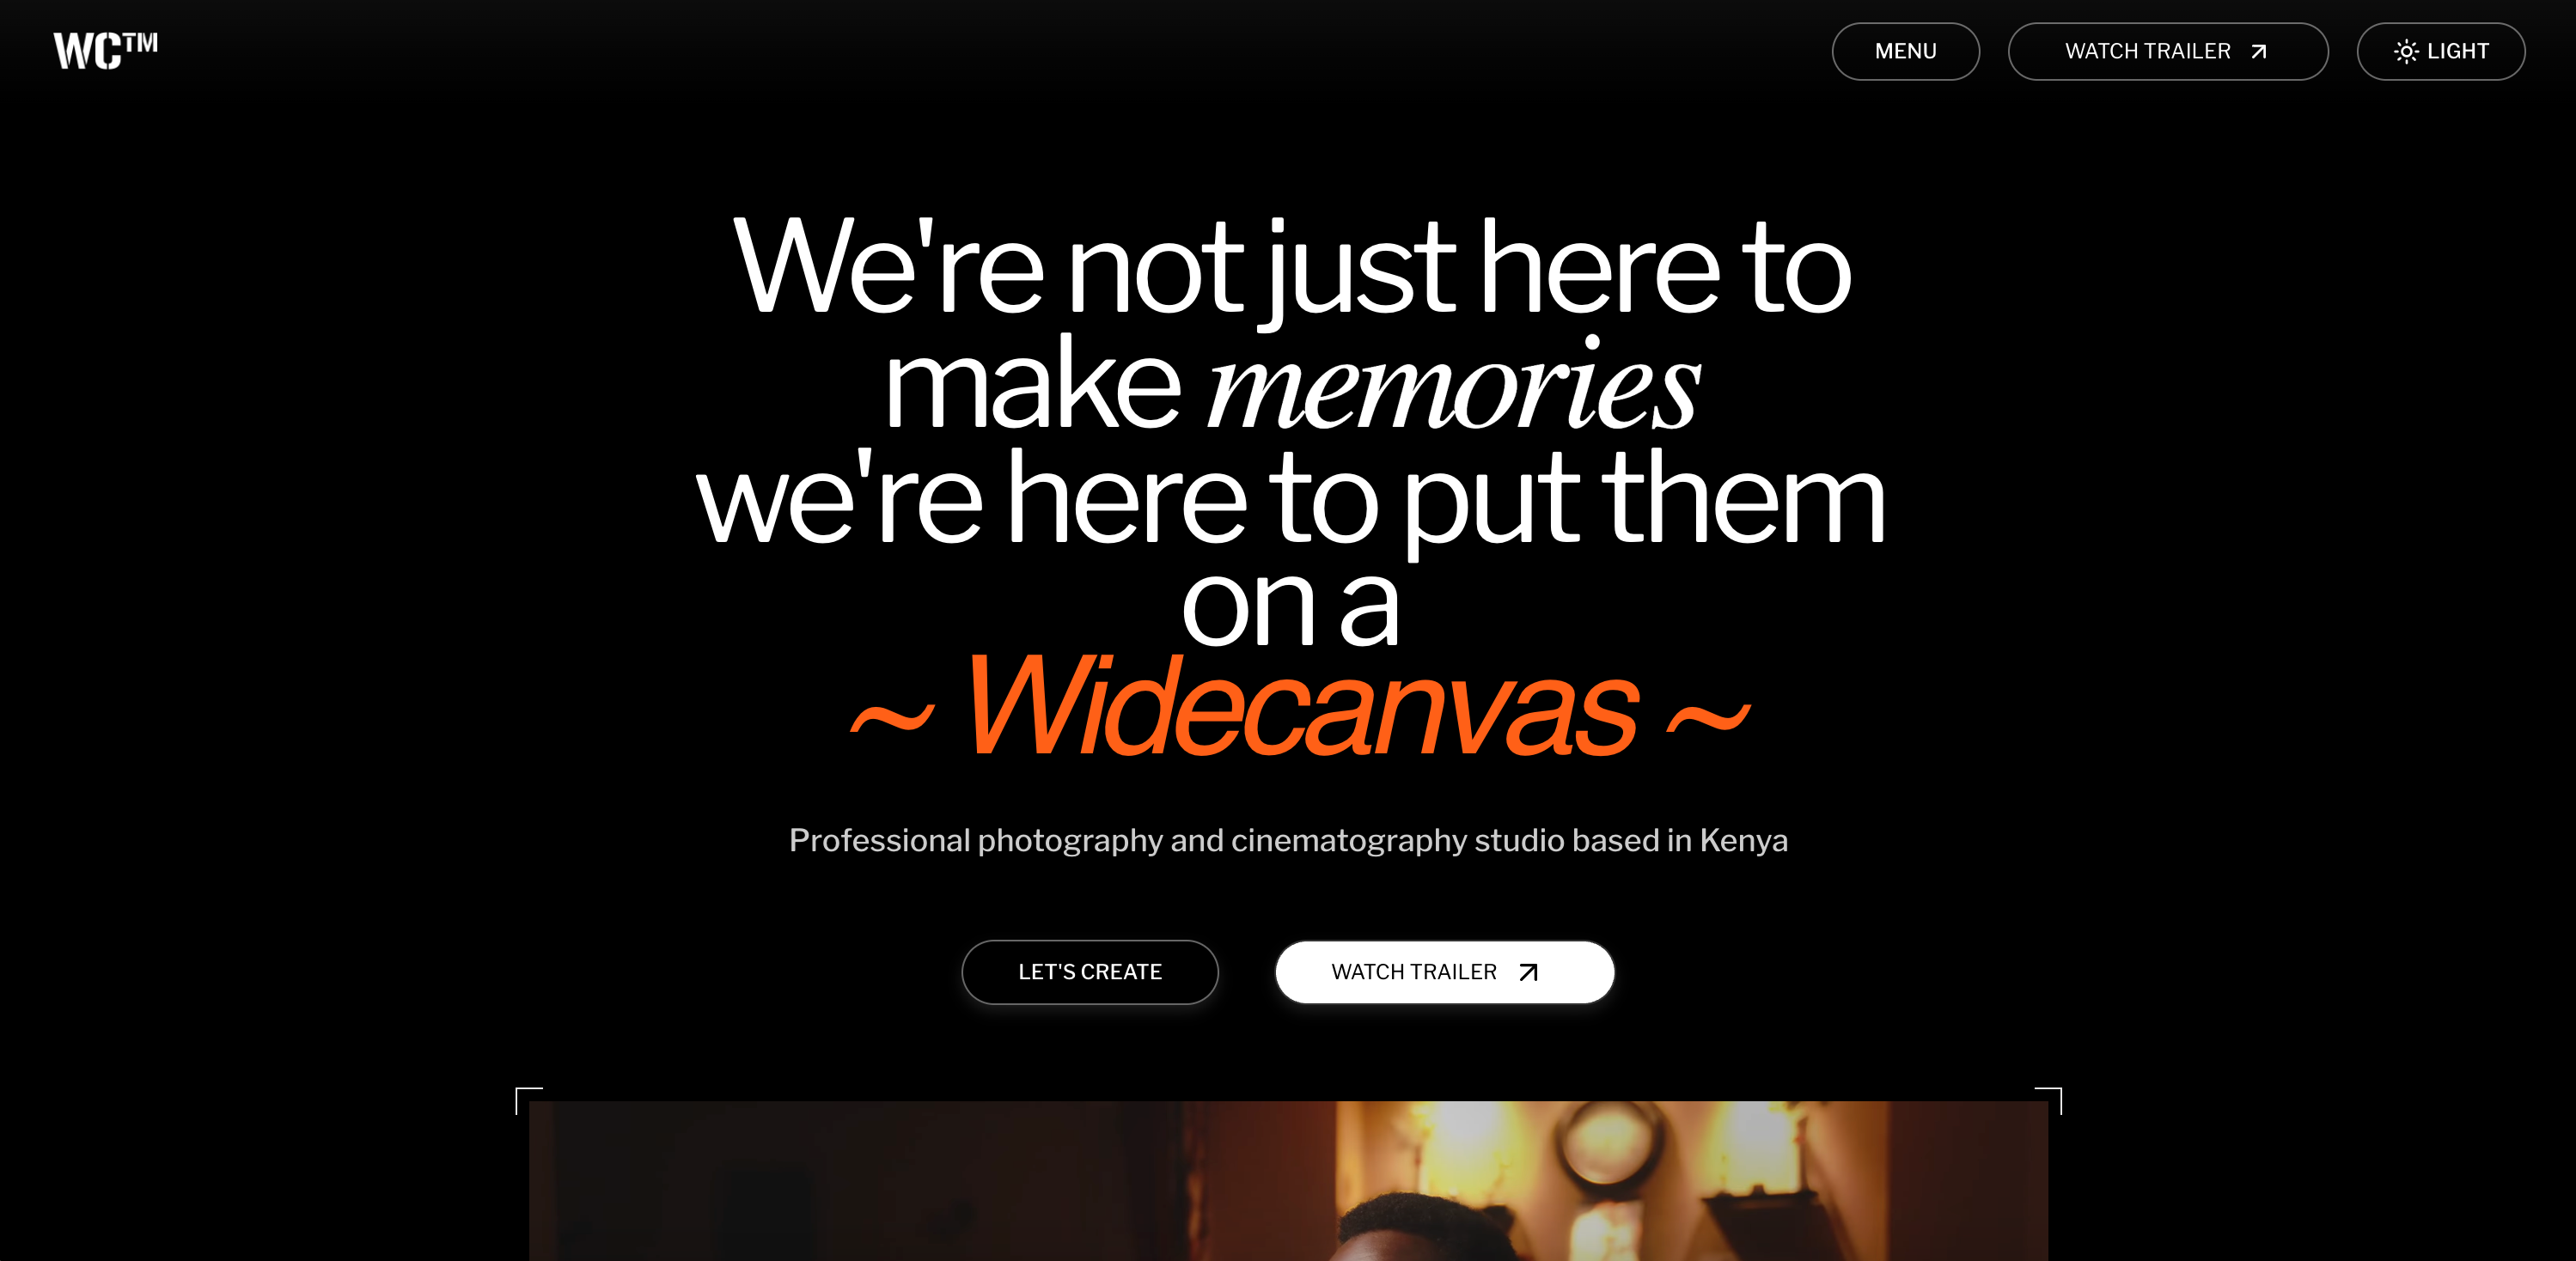 WC™
MENU
WATCH TRAILER
LIGHT
We're not just here to
make memories
we're here to put them
on a
~ Widecanvas ~
Professional photography and cinematography studio based in Kenya
LET'S CREATE
WATCH TRAILER